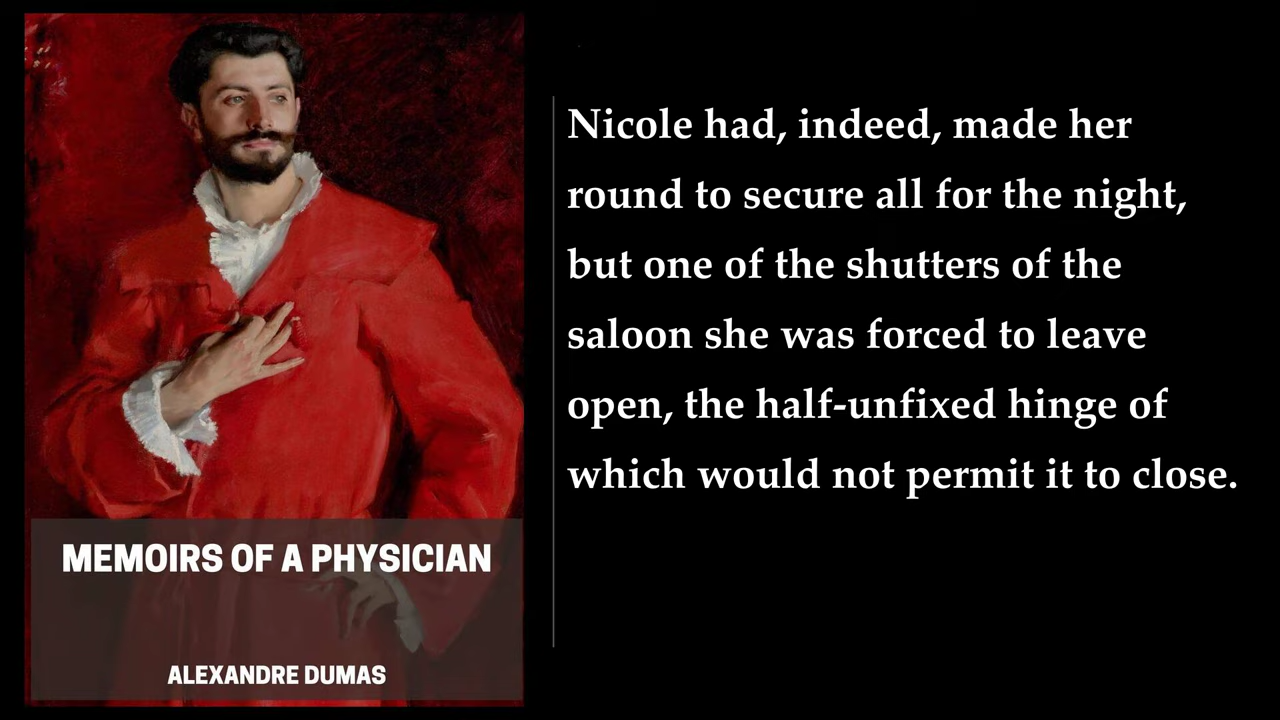 MEMOIRS OF A PHYSICIAN
ALEXANDRE DUMAS
Nicole had, indeed, made her
round to secure all for the night,
but one of the shutters of the
saloon she was forced to leave
open, the half-unfixed hinge of
which would not permit it to close.